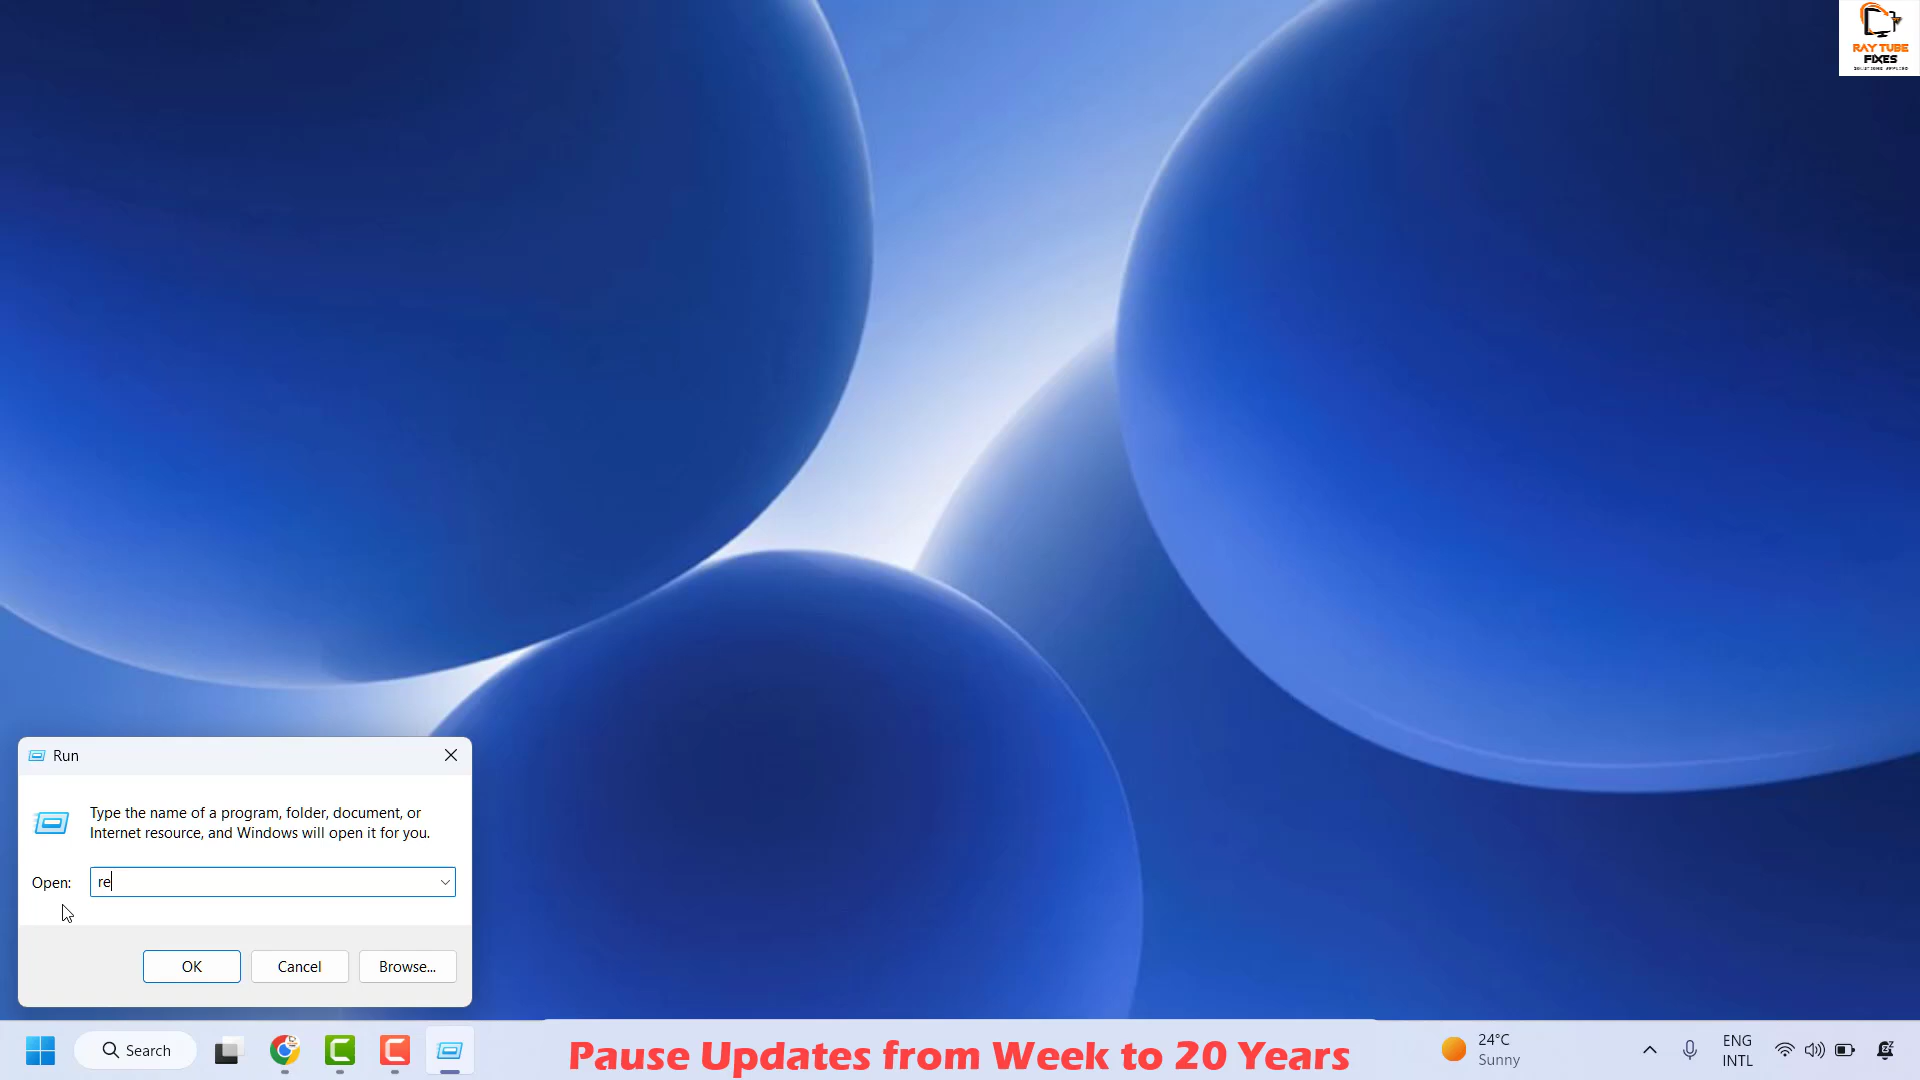 RAY TUBE
FIXES
Run
Type the name of a program, folder, document, or
Internet resource, and Windows will open it for you.
Open:
re
OK
Cancel
Browse...
Search
Pause Updates from Week to 20 Years
24°C
Sunny
ENG
INTL